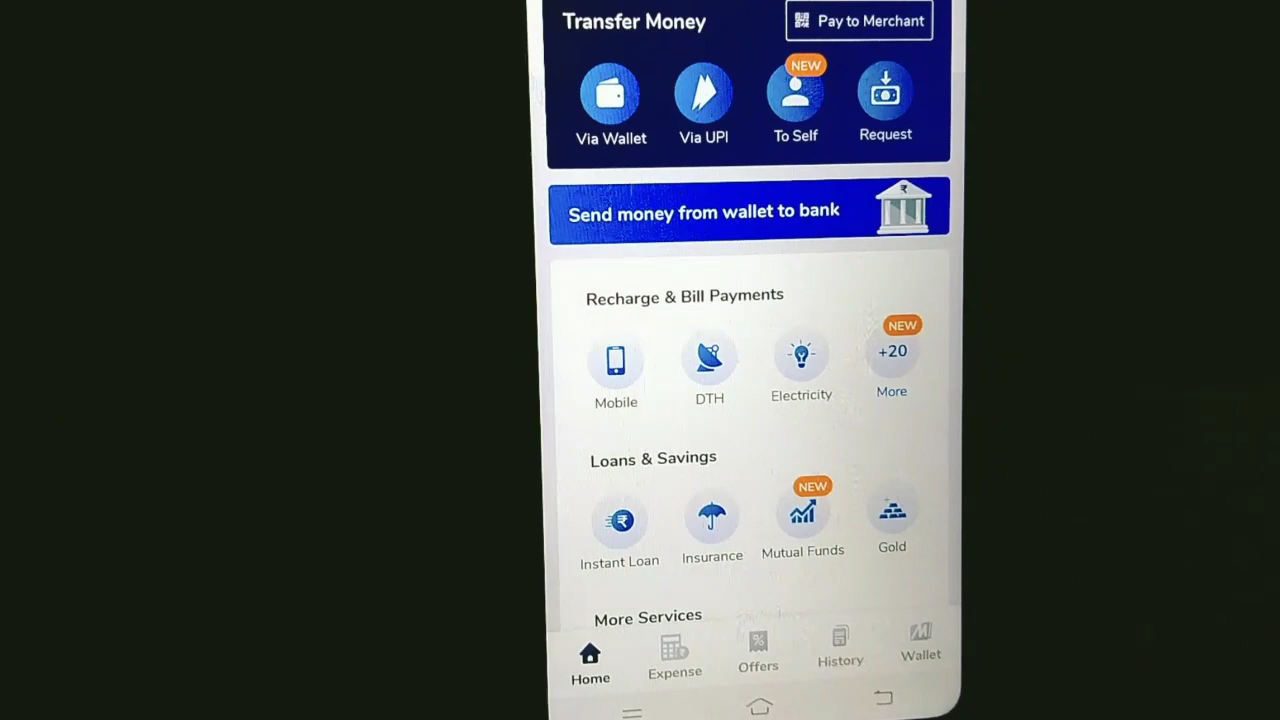 Transfer Money
Pay to Merchant
NEW
Via Wallet Via UPI To Self Request
Send money from wallet to bank
Recharge & Bill Payments
NEW
+20
Mobile DTH Electricity More
Loans & Savings
NEW
Instant Loan Insurance Mutual Funds Gold
More Services
Home Expense Offers History Wallet